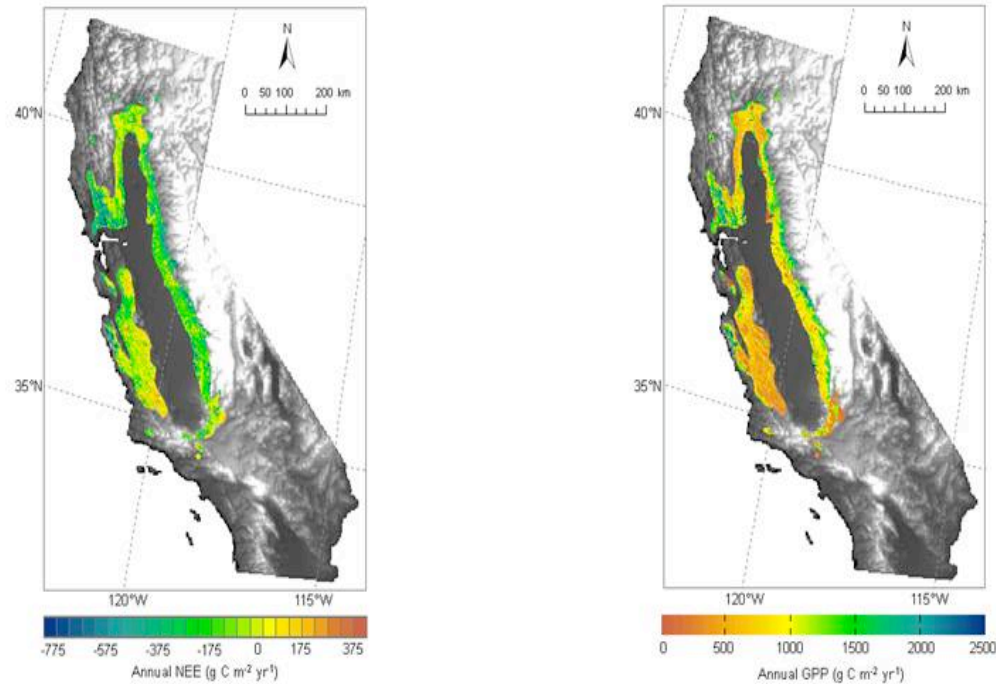 N
0 50 100 200 km
40°N
35°N
120°W 115°W
-775 -575 -375 -175 0 175 375
Annual NEE (g C m⁻² yr⁻¹)
N
0 50 100 200 km
40°N
35°N
120°W 115°W
0 500 1000 1500 2000 2500
Annual GPP (g C m⁻² yr⁻¹)